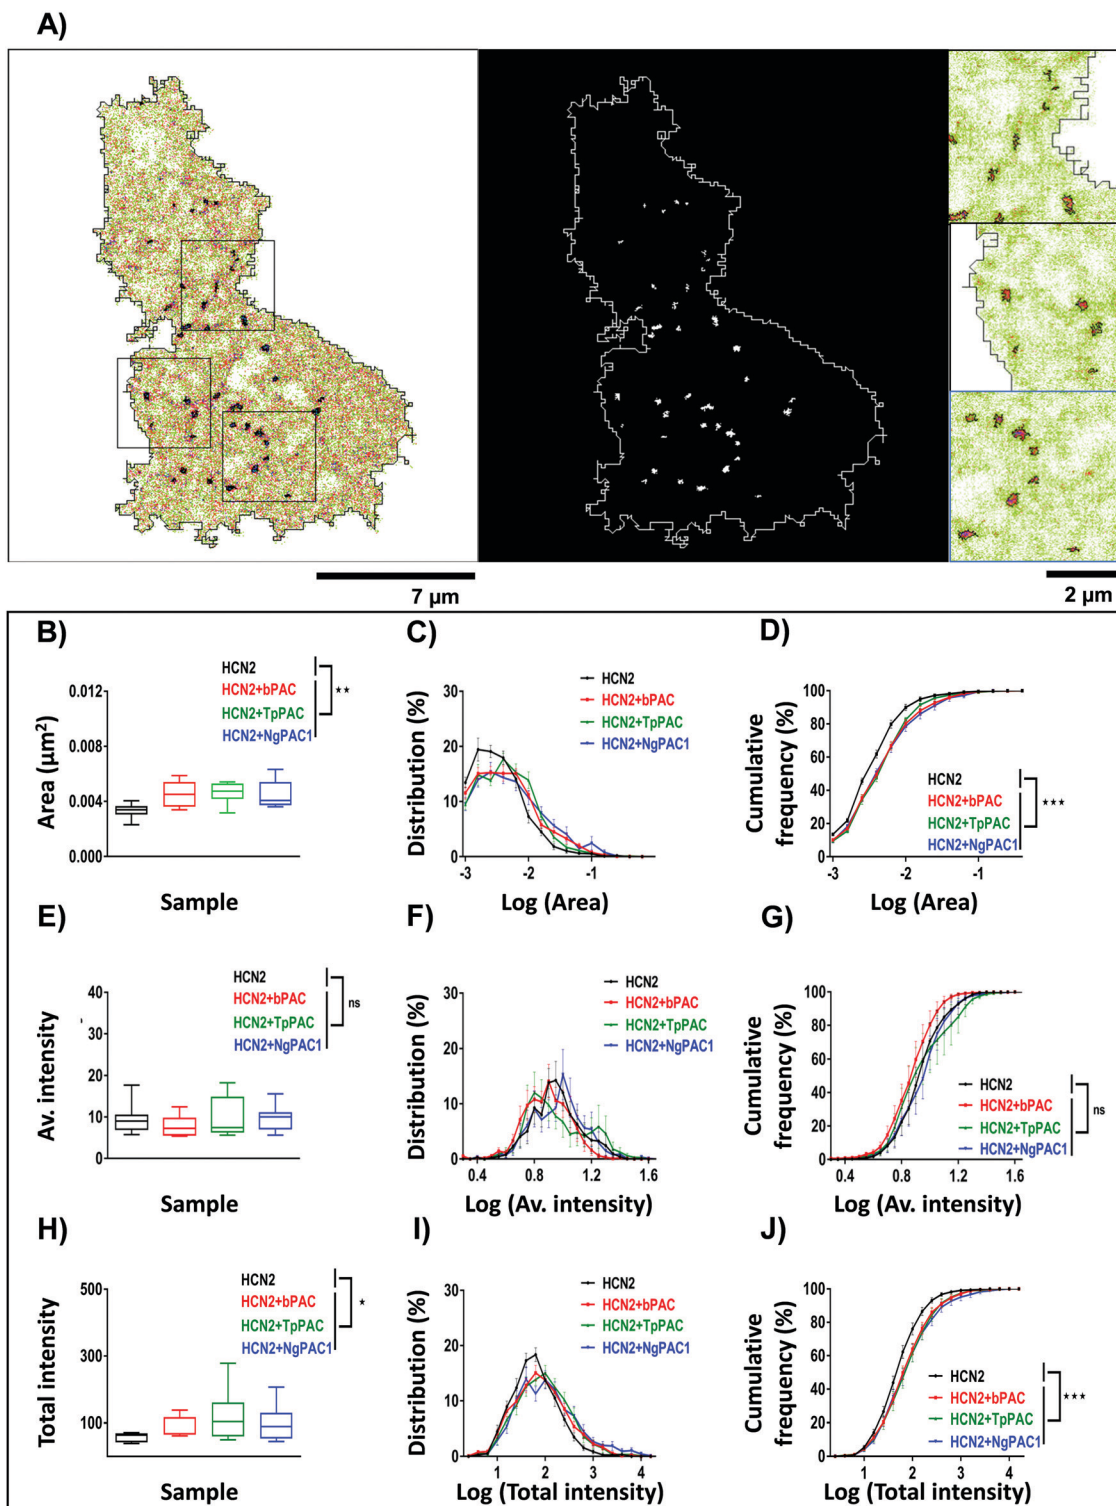 A)
7 µm
2 µm
B)
Area (µm²)
0.012
0.008
0.004
0.000
HCN2
HCN2+bPAC
HCN2+TpPAC
HCN2+NgPAC1
**
Sample
C)
Distribution (%)
30
20
10
0
-3
-2
-1
HCN2
HCN2+bPAC
HCN2+TpPAC
HCN2+NgPAC1
Log (Area)
D)
Cumulative
frequency (%)
100
80
60
40
20
0
-3
-2
-1
HCN2
HCN2+bPAC
HCN2+TpPAC
HCN2+NgPAC1
***
Log (Area)
E)
Av. intensity
40
30
20
10
0
HCN2
HCN2+bPAC
HCN2+TpPAC
HCN2+NgPAC1
ns
Sample
F)
Distribution (%)
30
20
10
0
0.4
0.8
1.2
1.6
HCN2
HCN2+bPAC
HCN2+TpPAC
HCN2+NgPAC1
Log (Av. intensity)
G)
Cumulative
frequency (%)
100
80
60
40
20
0
0.4
0.8
1.2
1.6
HCN2
HCN2+bPAC
HCN2+TpPAC
HCN2+NgPAC1
ns
Log (Av. intensity)
H)
Total intensity
500
300
100
HCN2
HCN2+bPAC
HCN2+TpPAC
HCN2+NgPAC1
*
Sample
I)
Distribution (%)
30
20
10
0
1
2
3
4
HCN2
HCN2+bPAC
HCN2+TpPAC
HCN2+NgPAC1
Log (Total intensity)
J)
Cumulative
frequency (%)
100
80
60
40
20
0
1
2
3
4
HCN2
HCN2+bPAC
HCN2+TpPAC
HCN2+NgPAC1
***
Log (Total intensity)